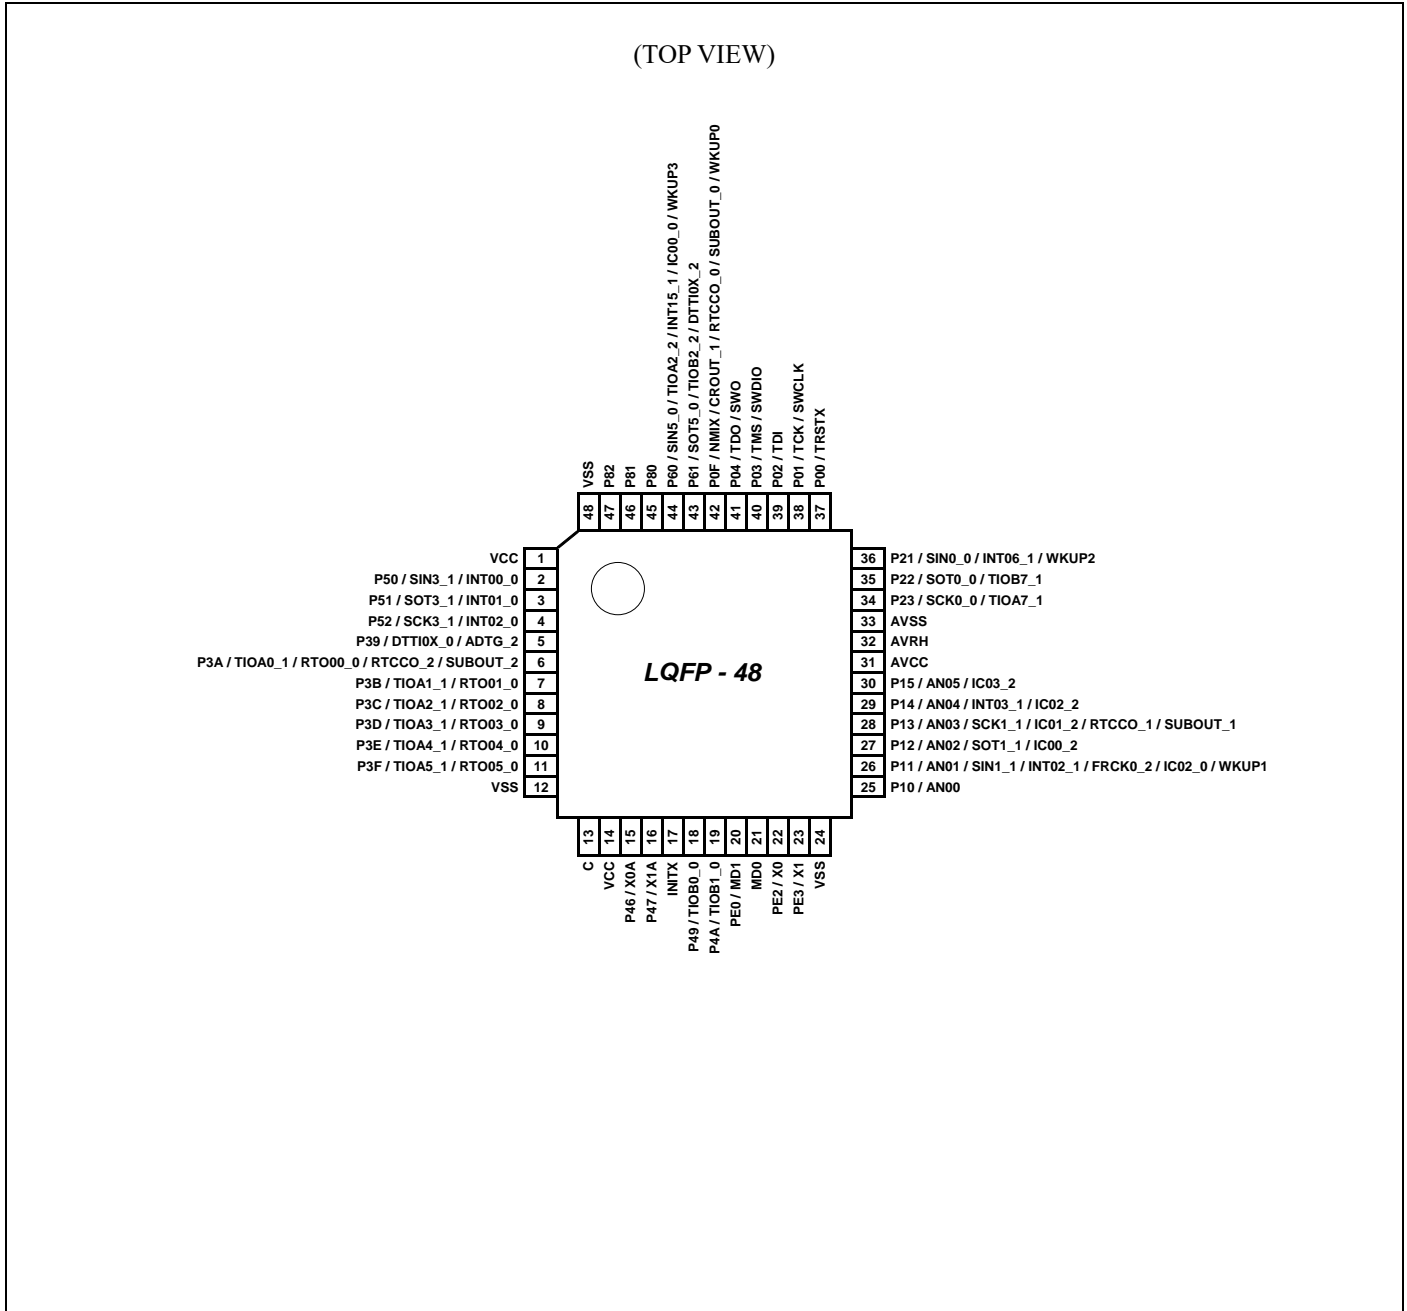 (TOP VIEW)
VSS
P82
P81
P80
P60 / SIN5_0 / TIOA2_2 / INT15_1 / IC00_0 / WKUP3
P61 / SOT5_0 / TIOB2_2 / DTTI0X_2
P0F / NMIX / CROUT_1 / RTCCO_0 / SUBOUT_0 / WKUP0
P04 / TDO / SWO
P03 / TMS / SWDIO
P02 / TDI
P01 / TCK / SWCLK
P00 / TRSTX
48
47
46
45
44
43
42
41
40
39
38
37
VCC 1
P50 / SIN3_1 / INT00_0 2
P51 / SOT3_1 / INT01_0 3
P52 / SCK3_1 / INT02_0 4
P39 / DTTI0X_0 / ADTG_2 5
P3A / TIOA0_1 / RTO00_0 / RTCCO_2 / SUBOUT_2 6
P3B / TIOA1_1 / RTO01_0 7
P3C / TIOA2_1 / RTO02_0 8
P3D / TIOA3_1 / RTO03_0 9
P3E / TIOA4_1 / RTO04_0 10
P3F / TIOA5_1 / RTO05_0 11
VSS 12
LQFP - 48
36 P21 / SIN0_0 / INT06_1 / WKUP2
35 P22 / SOT0_0 / TIOB7_1
34 P23 / SCK0_0 / TIOA7_1
33 AVSS
32 AVRH
31 AVCC
30 P15 / AN05 / IC03_2
29 P14 / AN04 / INT03_1 / IC02_2
28 P13 / AN03 / SCK1_1 / IC01_2 / RTCCO_1 / SUBOUT_1
27 P12 / AN02 / SOT1_1 / IC00_2
26 P11 / AN01 / SIN1_1 / INT02_1 / FRCK0_2 / IC02_0 / WKUP1
25 P10 / AN00
13
14
15
16
17
18
19
20
21
22
23
24
C
VCC
P46 / X0A
P47 / X1A
INITX
P49 / TIOB0_0
P4A / TIOB1_0
PE0 / MD1
MD0
PE2 / X0
PE3 / X1
VSS